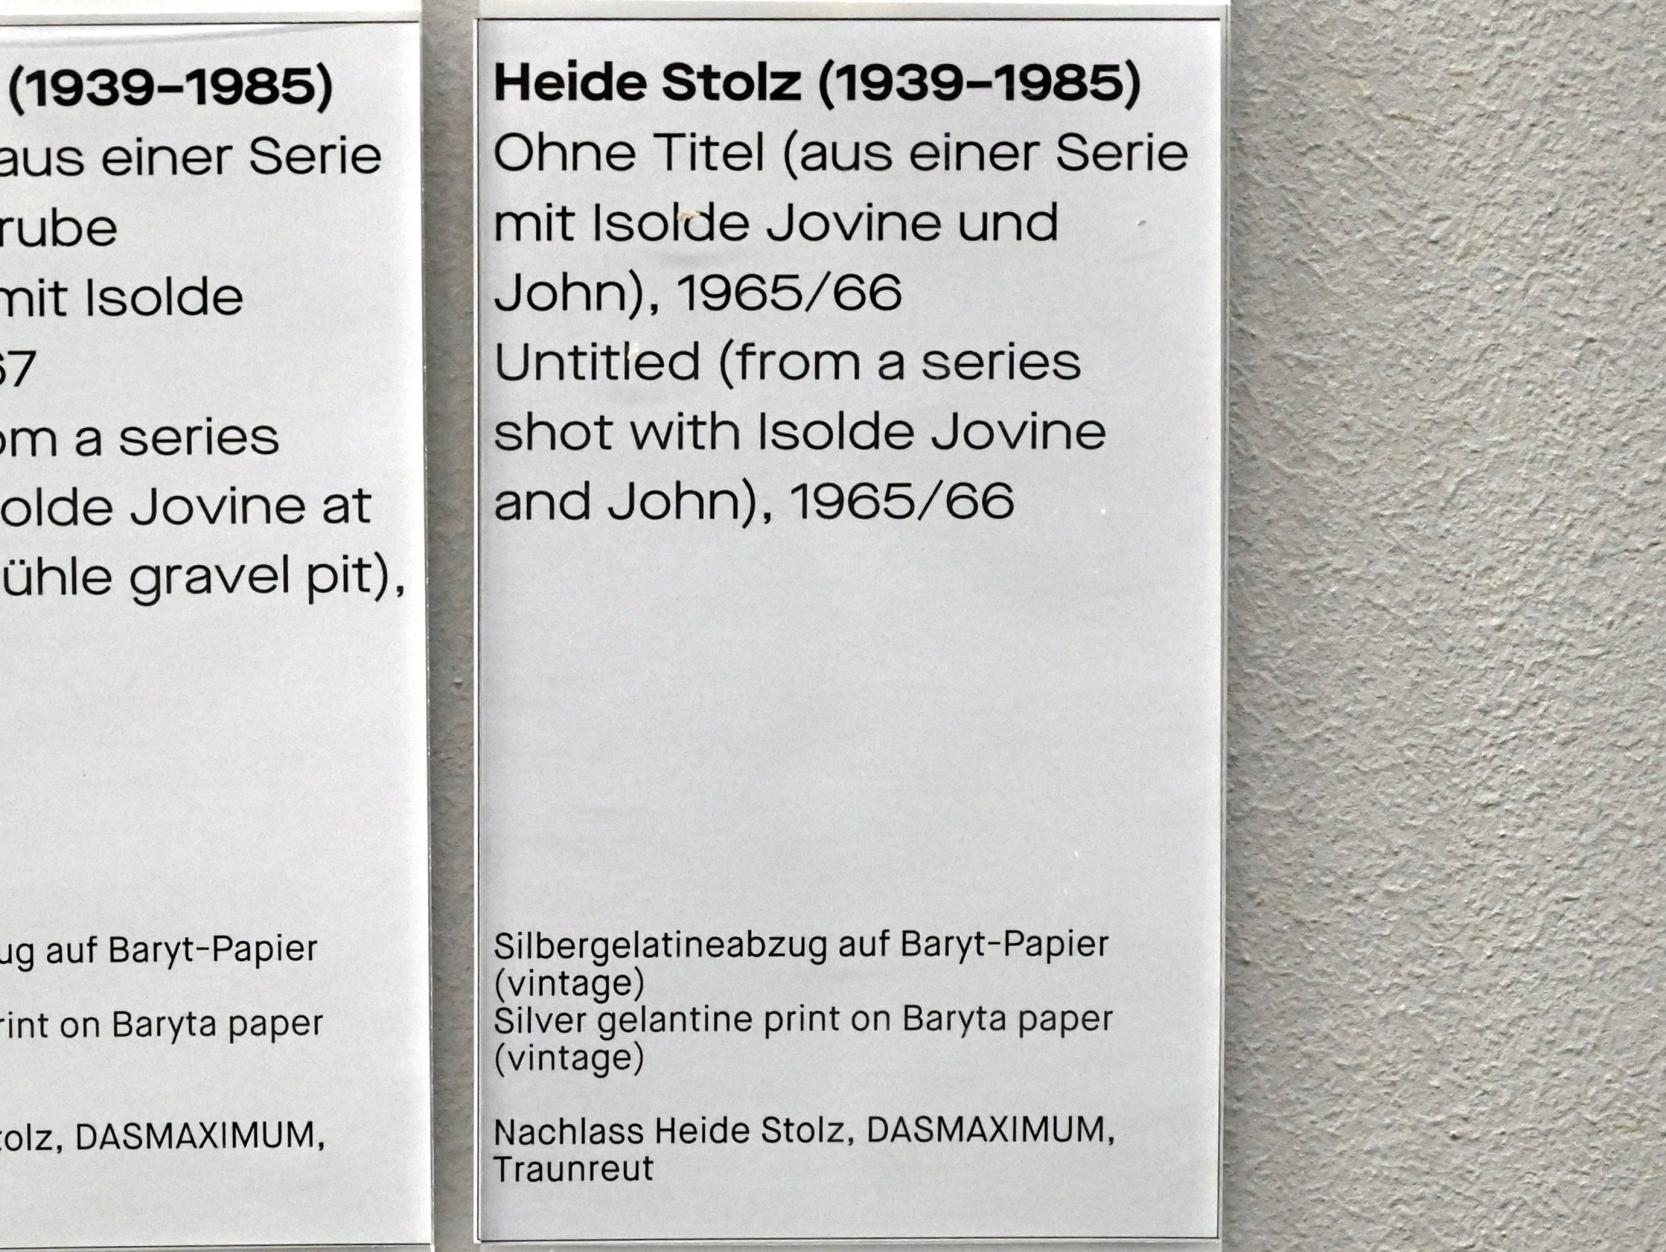 (1939–1985)
aus einer Serie
rube
mit Isolde
67
om a series
olde Jovine at
ühle gravel pit),
ug auf Baryt-Papier
rint on Baryta paper
tolz, DASMAXIMUM,
Heide Stolz (1939–1985)
Ohne Titel (aus einer Serie
mit Isolde Jovine und
John), 1965/66
Untitled (from a series
shot with Isolde Jovine
and John), 1965/66
Silbergelatineabzug auf Baryt-Papier
(vintage)
Silver gelantine print on Baryta paper
(vintage)
Nachlass Heide Stolz, DASMAXIMUM,
Traunreut